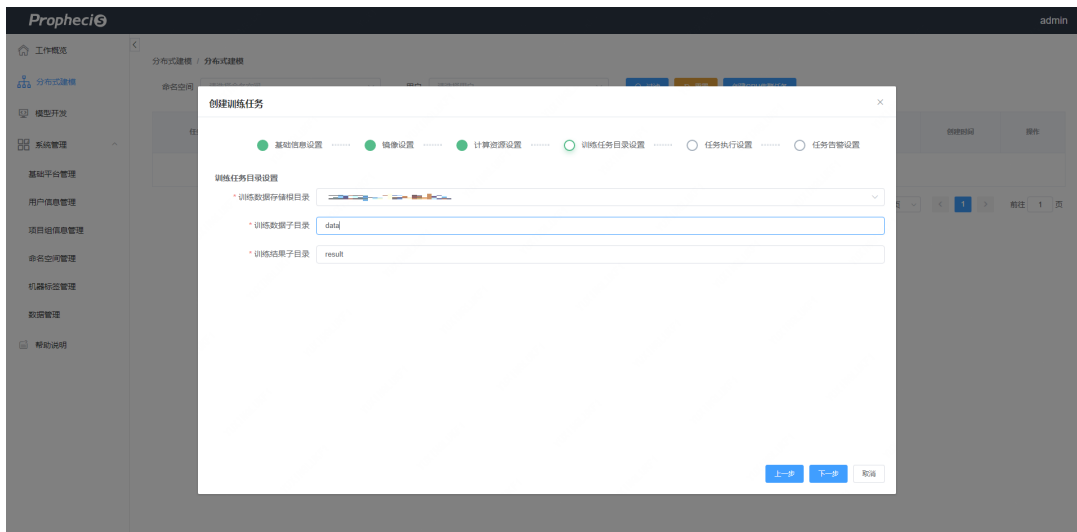 PropheciS
admin
工作概览
分布式建模
模型开发
系统管理
基础平台管理
用户信息管理
项目组信息管理
命名空间管理
机器标签管理
数据管理
帮助说明
分布式建模 / 分布式建模
命名空间
创建时间 操作
1
前往 1 页
创建训练任务
基础信息设置 镜像设置 计算资源设置 训练任务目录设置 任务执行设置 任务告警设置
训练任务目录设置
* 训练数据存储根目录
* 训练数据子目录 data
* 训练结果子目录 result
上一步 下一步 取消